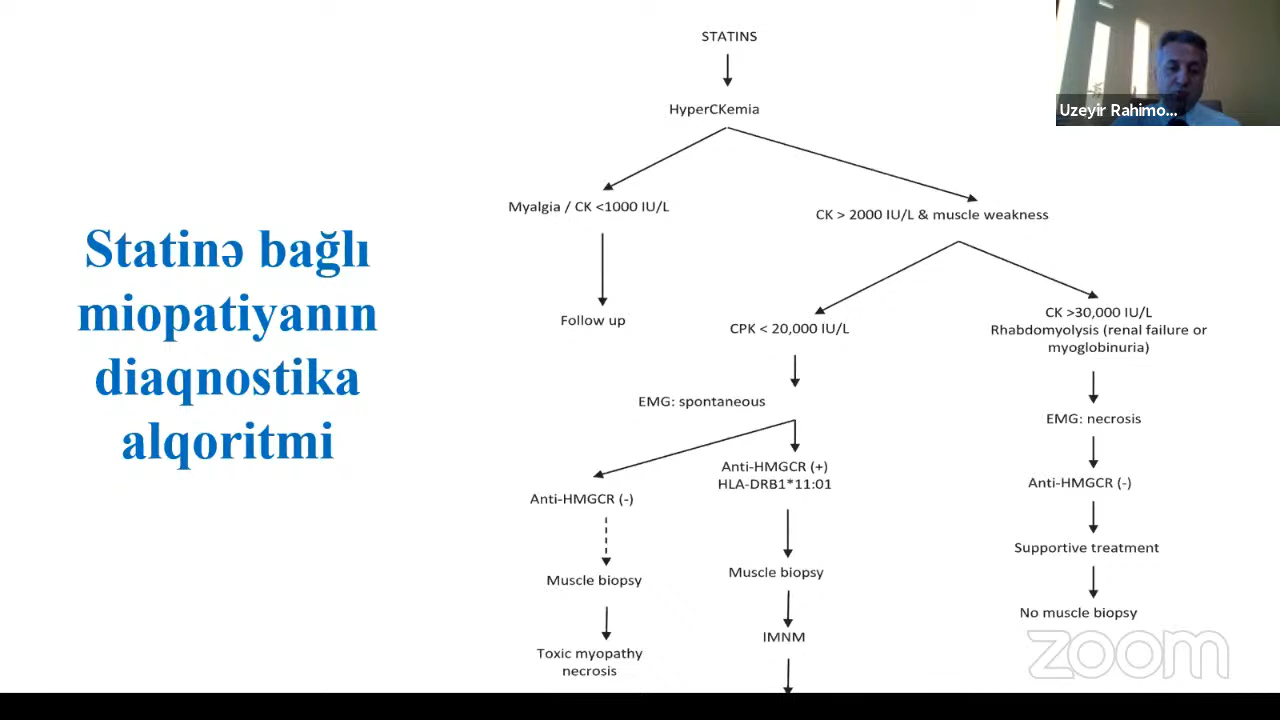 Statinə bağlı
miopatiyanın
diaqnostika
alqoritmi
STATINS
HyperCKemia
Myalgia / CK <1000 IU/L
CK > 2000 IU/L & muscle weakness
Follow up
CPK < 20,000 IU/L
CK >30,000 IU/L
Rhabdomyolysis (renal failure or
myoglobinuria)
EMG: spontaneous
EMG: necrosis
Anti-HMGCR (-)
Anti-HMGCR (+)
HLA-DRB1*11:01
Anti-HMGCR (-)
Muscle biopsy
Muscle biopsy
Supportive treatment
Toxic myopathy
necrosis
IMNM
No muscle biopsy
Uzeyir Rahimo...
zoom